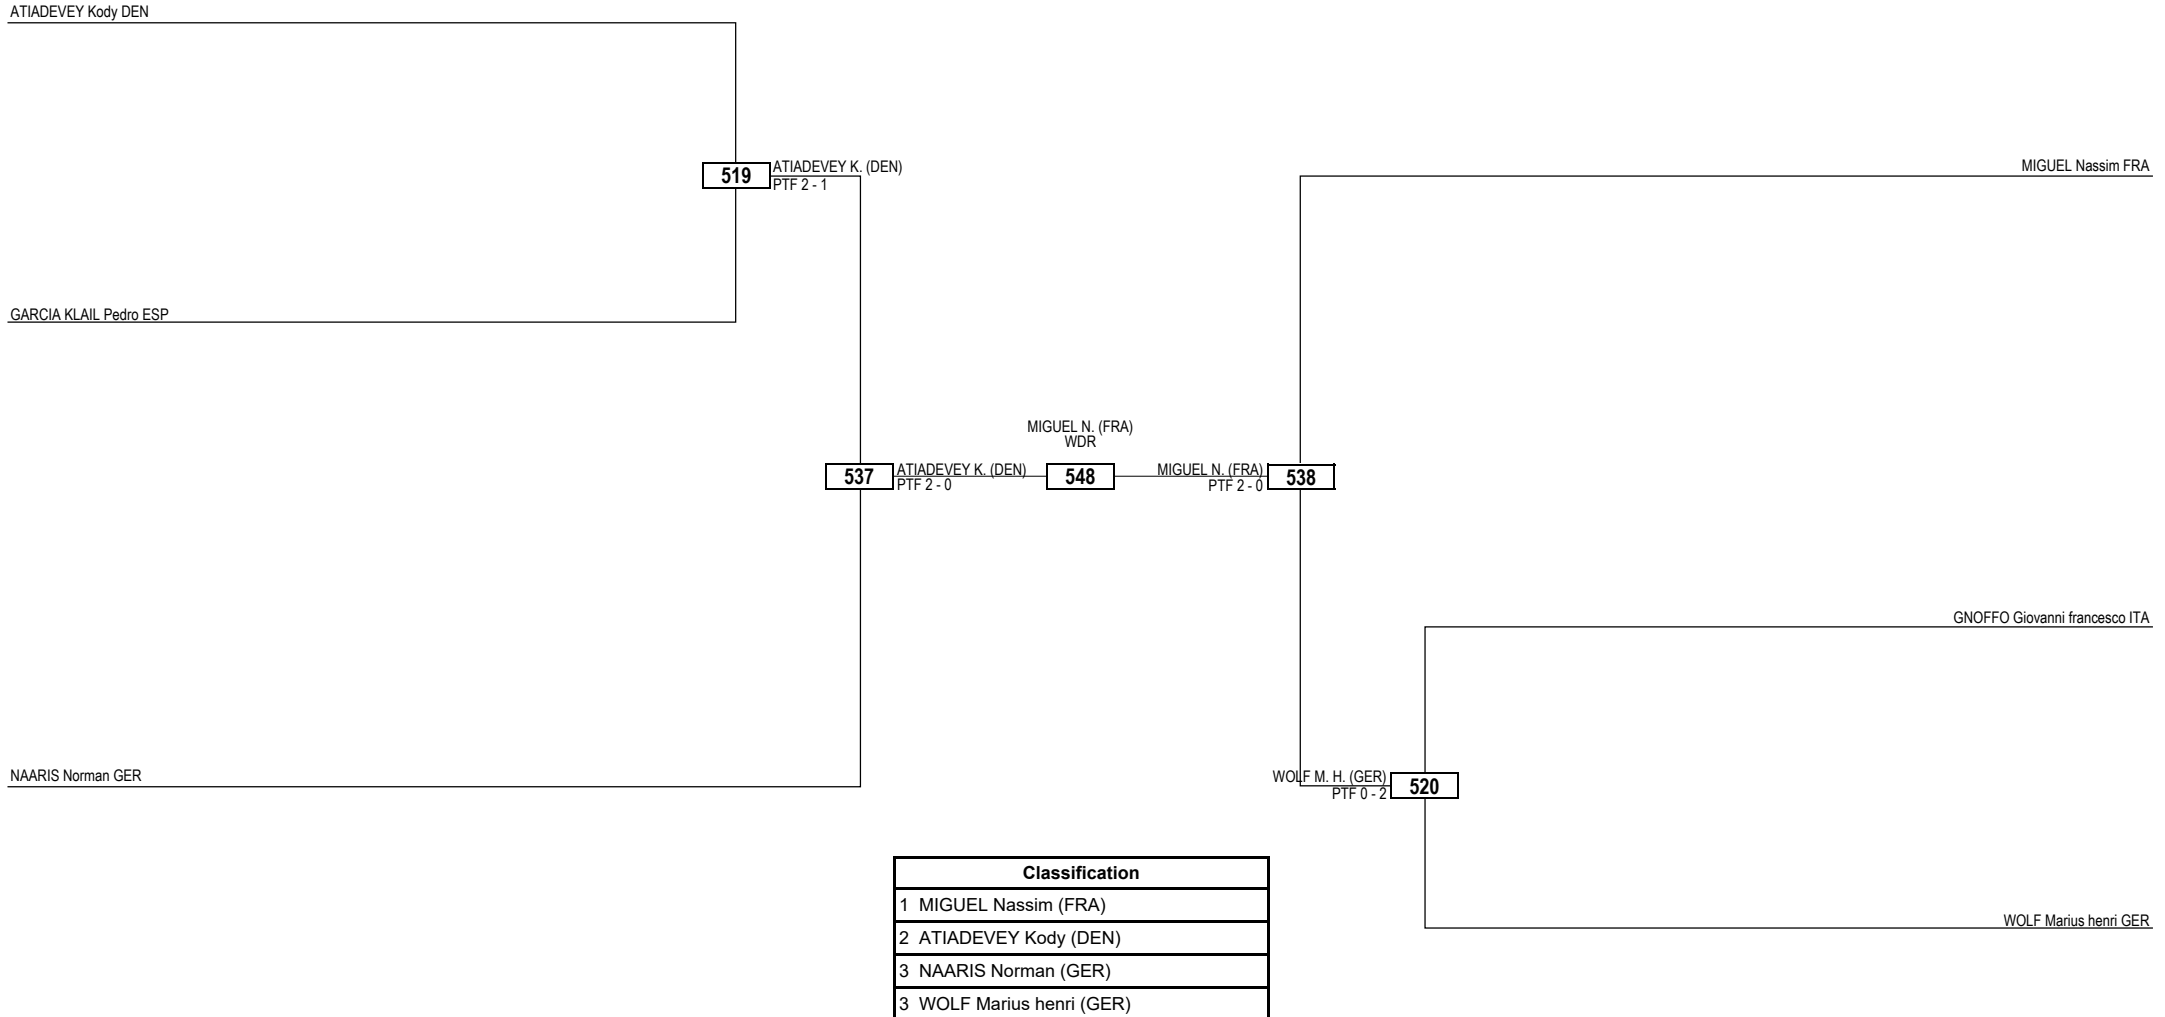 ATIADEVEY Kody DEN
519
ATIADEVEY K. (DEN)
PTF 2 - 1
MIGUEL Nassim FRA
GARCIA KLAIL Pedro ESP
MIGUEL N. (FRA)
WDR
537
ATIADEVEY K. (DEN)
PTF 2 - 0
548
MIGUEL N. (FRA)
PTF 2 - 0
538
GNOFFO Giovanni francesco ITA
NAARIS Norman GER
WOLF M. H. (GER)
PTF 0 - 2
520
WOLF Marius henri GER
Classification
1 MIGUEL Nassim (FRA)
2 ATIADEVEY Kody (DEN)
3 NAARIS Norman (GER)
3 WOLF Marius henri (GER)